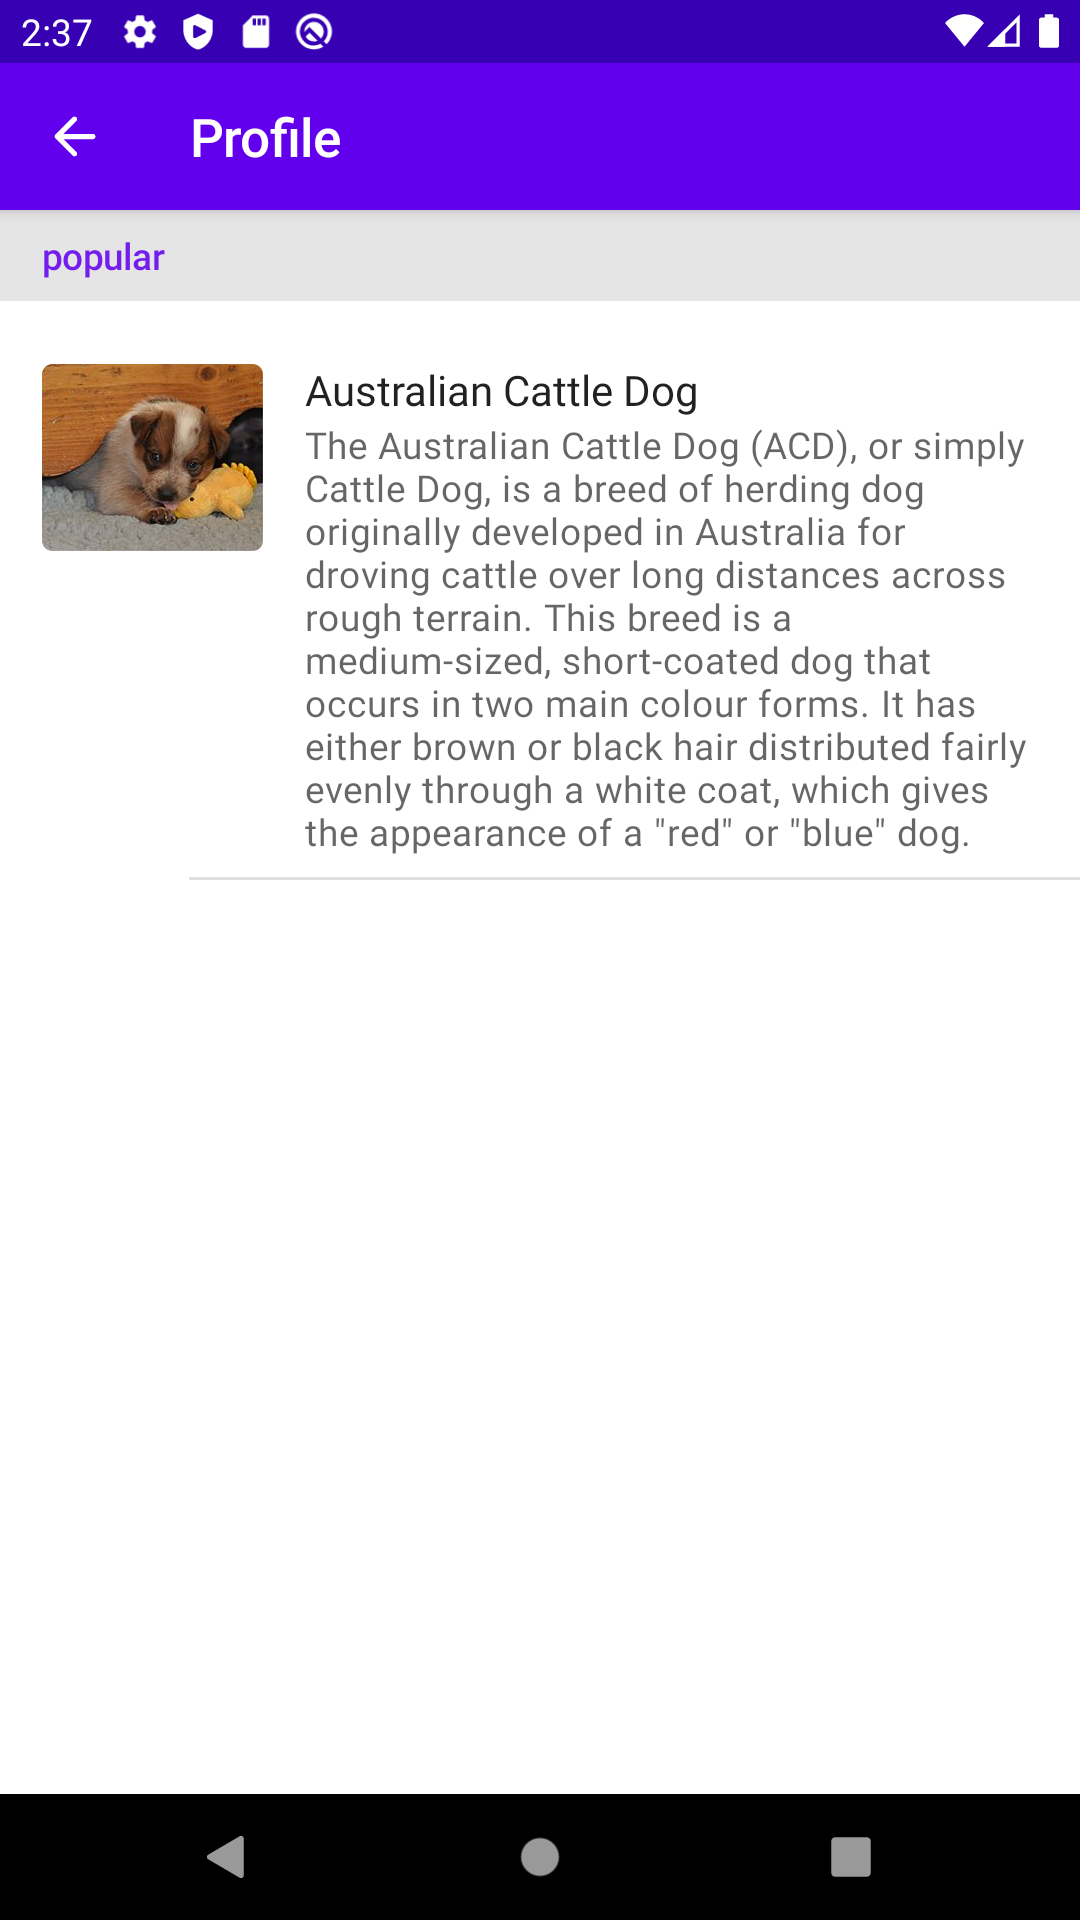 2:37
Profile
popular
Australian Cattle Dog
The Australian Cattle Dog (ACD), or simply
Cattle Dog, is a breed of herding dog
originally developed in Australia for
droving cattle over long distances across
rough terrain. This breed is a
medium-sized, short-coated dog that
occurs in two main colour forms. It has
either brown or black hair distributed fairly
evenly through a white coat, which gives
the appearance of a "red" or "blue" dog.